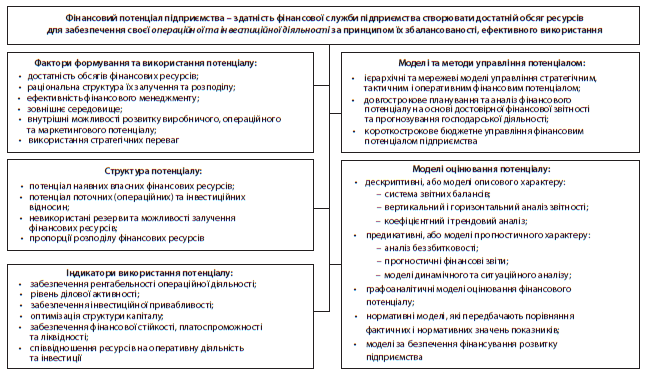 Фінансовий потенціал підприємства – здатність фінансової служби підприємства створювати достатній обсяг ресурсів
для забезпечення своєї операційної та інвестиційної діяльності за принципом їх збалансованості, ефективного використання
Фактори формування та використання потенціалу:
• достатність обсягів фінансових ресурсів;
• раціональна структура їх залучення та розподілу;
• ефективність фінансового менеджменту;
• зовнішнє середовище;
• внутрішні можливості розвитку виробничого, операційного
та маркетингового потенціалу;
• використання стратегічних переваг
Структура потенціалу:
• потенціал наявних власних фінансових ресурсів;
• потенціал поточних (операційних) та інвестиційних
відносин;
• невикористані резерви та можливості залучення
фінансових ресурсів;
• пропорції розподілу фінансових ресурсів
Індикатори використання потенціалу:
• забезпечення рентабельності операційної діяльності;
• рівень ділової активності;
• забезпечення інвестиційної привабливості;
• оптимізація структури капіталу;
• забезпечення фінансової стійкості, платоспроможності
та ліквідності;
• співвідношення ресурсів на оперативну діяльність
та інвестиції
Моделі та методи управління потенціалом:
• ієрархічні та мережеві моделі управління стратегічним,
тактичним і оперативним фінансовим потенціалом;
• довгострокове планування та аналіз фінансового
потенціалу на основі достовірної фінансової звітності
та прогнозування господарської діяльності;
• короткострокове бюджетне управління фінансовим
потенціалом підприємства
Моделі оцінювання потенціалу:
• дескриптивні, або моделі описового характеру:
– система звітних балансів;
– вертикальний і горизонтальний аналіз звітності;
– коефіцієнтний і трендовий аналіз;
• предикативні, або моделі прогностичного характеру:
– аналіз беззбитковості;
– прогностичні фінансові звіти;
– моделі динамічного та ситуаційного аналізу;
• графоаналітичні моделі оцінювання фінансового
потенціалу;
• нормативні моделі, які передбачають порівняння
фактичних і нормативних значень показників;
• моделі забезпечення фінансування розвитку
підприємства